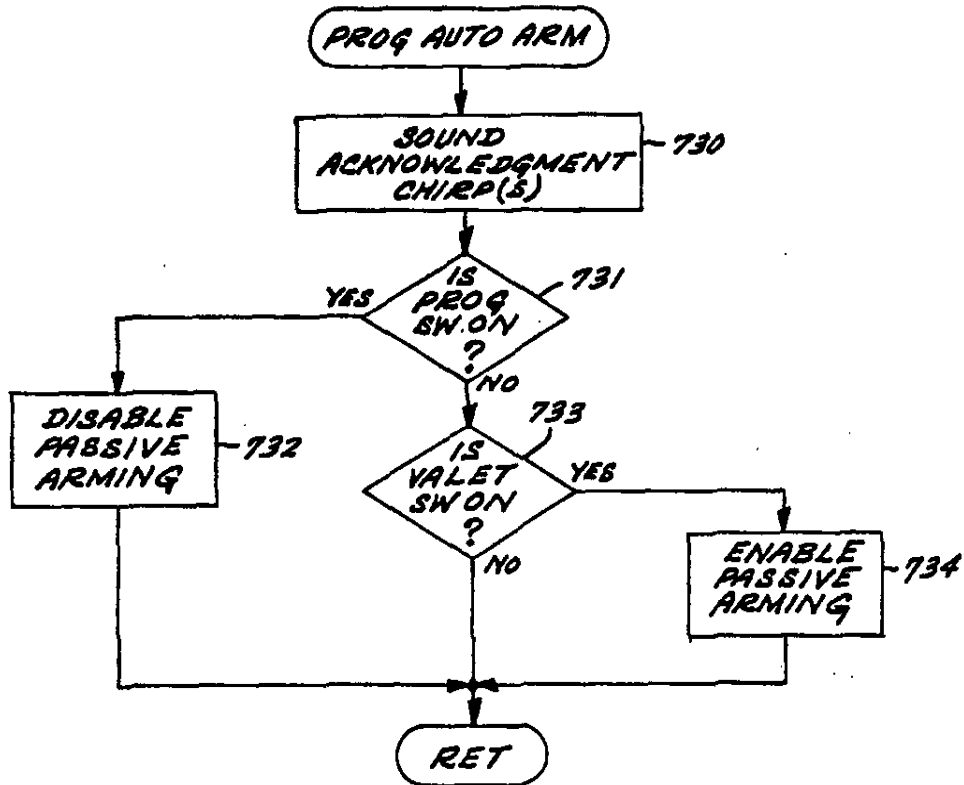 PROG AUTO ARM
SOUND
ACKNOWLEDGMENT
CHIRP(S)
730
IS
PROG
SW.ON
?
731
YES
NO
DISABLE
PASSIVE
ARMING
732
IS
VALET
SW ON
?
733
YES
NO
ENABLE
PASSIVE
ARMING
734
RET